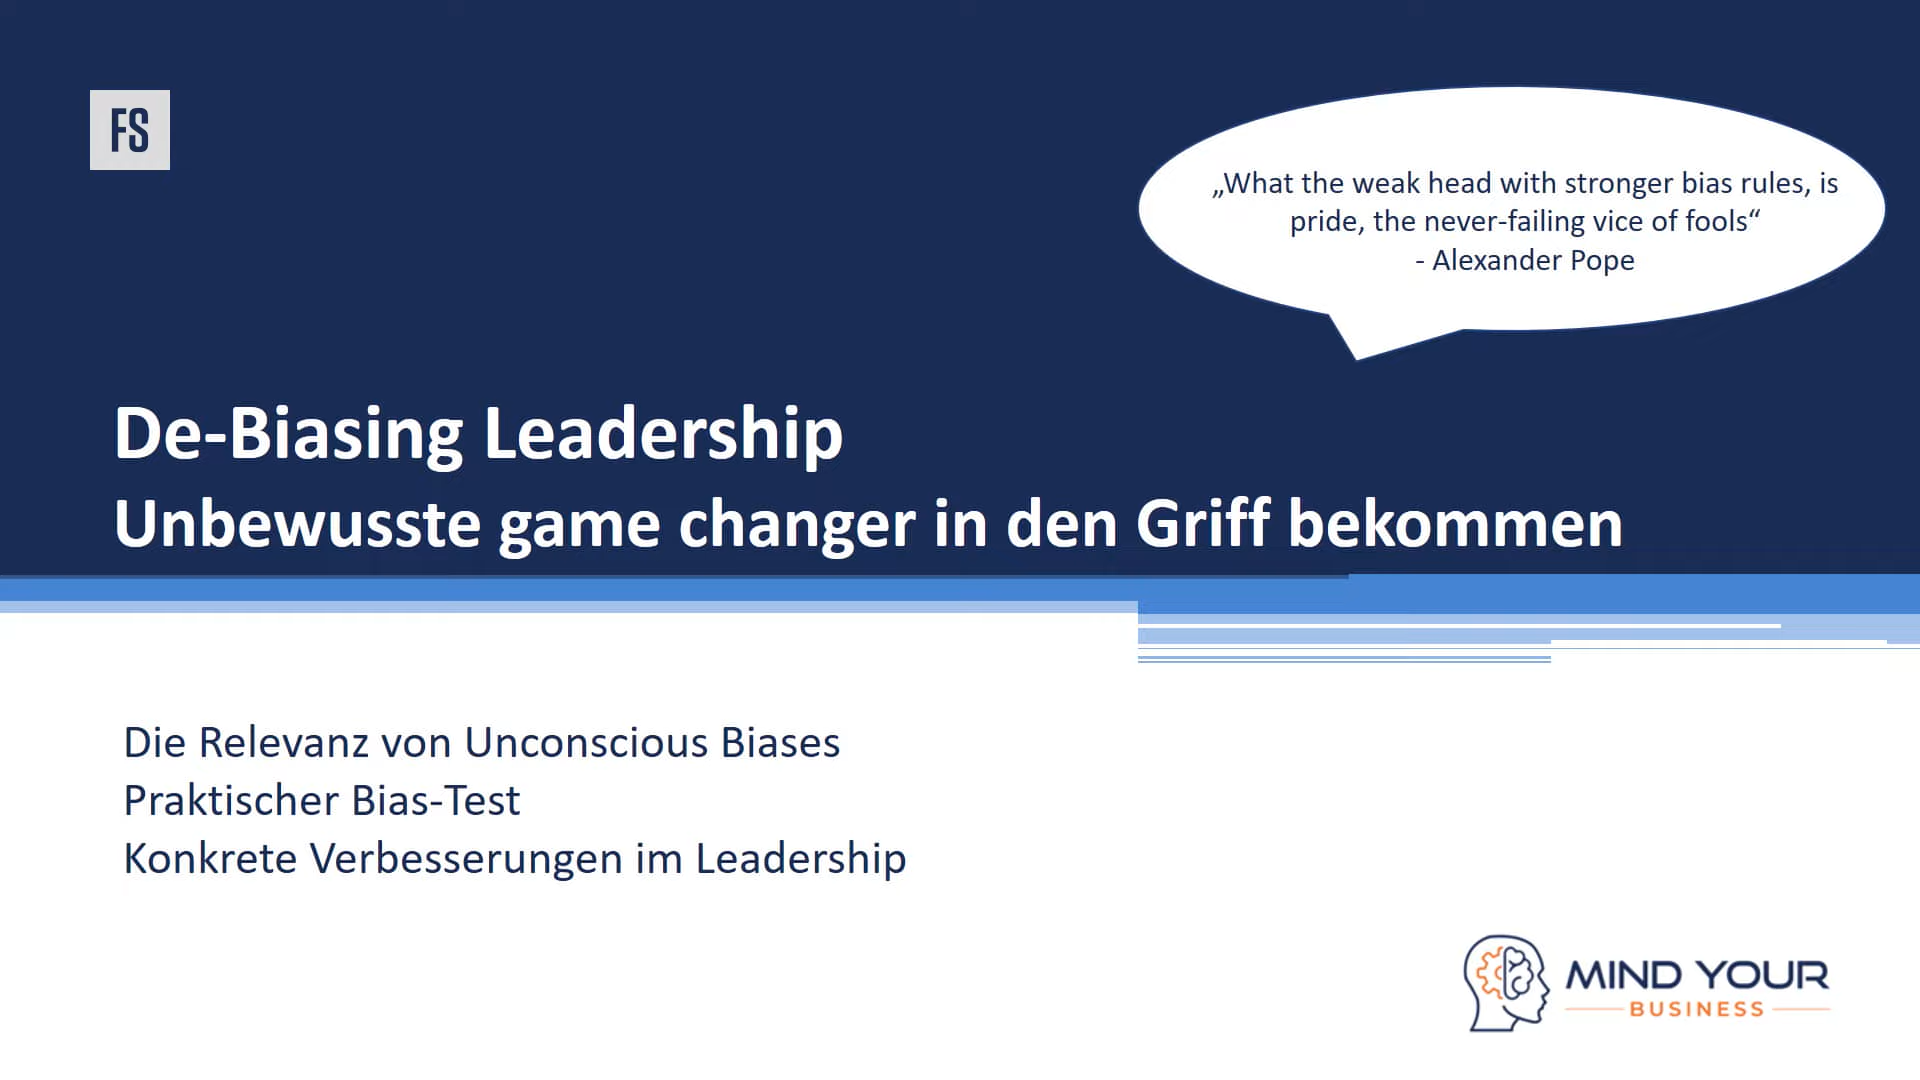 FS
„What the weak head with stronger bias rules, is
pride, the never-failing vice of fools“
- Alexander Pope
De-Biasing Leadership
Unbewusste game changer in den Griff bekommen
Die Relevanz von Unconscious Biases
Praktischer Bias-Test
Konkrete Verbesserungen im Leadership
MIND YOUR
BUSINESS